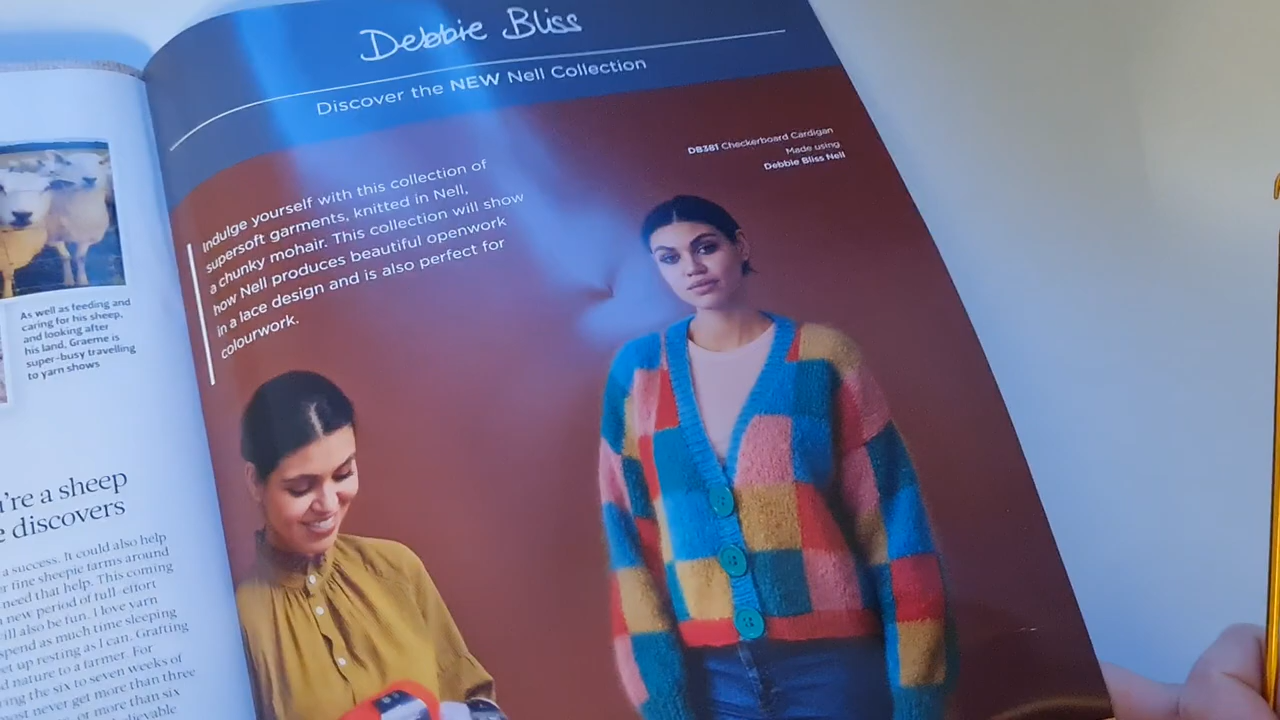 As well as feeding and
caring for his sheep,
and looking after
his land, Graeme is
super-busy travelling
to yarn shows
're a sheep
discovers
a success. It could also help
fine sheepie farms around
need that help. This coming
new period of full-effort
also be fun. I love yarn
spend as much time sleeping
up resting as I can. Grafting
nature to a farmer. For
the six to seven weeks of
never get more than three
or more than six
Debbie Bliss
Discover the NEW Nell Collection
DB381 Checkerboard Cardigan
Made using
Debbie Bliss Nell
Indulge yourself with this collection of
supersoft garments, knitted in Nell,
a chunky mohair. This collection will show
how Nell produces beautiful openwork
in a lace design and is also perfect for
colourwork.